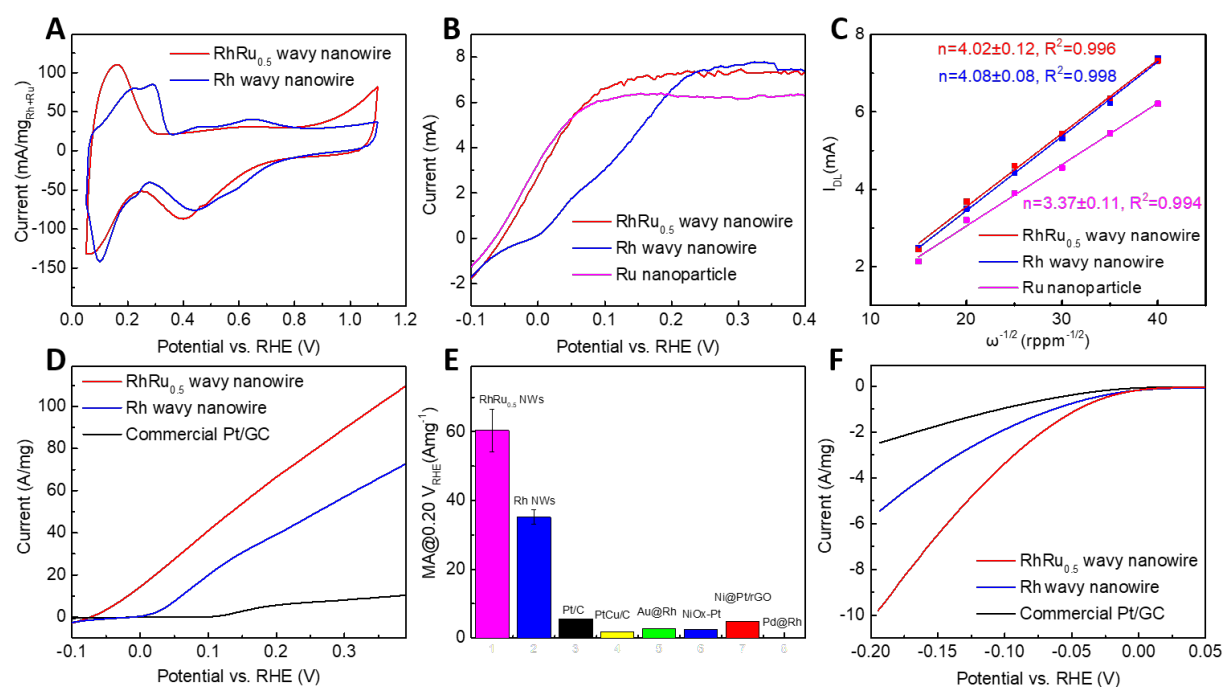 A
RhRu0.5 wavy nanowire
Rh wavy nanowire
100
50
0
-50
-100
-150
Current (mA/mgRh+Ru)
0.0 0.2 0.4 0.6 0.8 1.0 1.2
Potential vs. RHE (V)
B
8
6
4
2
0
-2
Current (mA)
RhRu0.5 wavy nanowire
Rh wavy nanowire
Ru nanoparticle
-0.1 0.0 0.1 0.2 0.3 0.4
Potential vs. RHE (V)
C
n=4.02±0.12, R2=0.996
n=4.08±0.08, R2=0.998
n=3.37±0.11, R2=0.994
8
6
4
2
IDL(mA)
RhRu0.5 wavy nanowire
Rh wavy nanowire
Ru nanoparticle
10 20 30 40
ω-1/2 (rppm-1/2)
D
RhRu0.5 wavy nanowire
Rh wavy nanowire
Commercial Pt/GC
100
80
60
40
20
0
Current (A/mg)
-0.1 0.0 0.1 0.2 0.3
Potential vs. RHE (V)
E
RhRu0.5 NWs
Rh NWs
Pt/C
PtCu/C
Au@Rh
NiOx-Pt
Ni@Pt/rGO
Pd@Rh
60
40
20
0
MA@0.20 VRHE(Amg-1)
1 2 3 4 5 6 7 8
F
0
-2
-4
-6
-8
-10
Current (A/mg)
RhRu0.5 wavy nanowire
Rh wavy nanowire
Commercial Pt/GC
-0.20 -0.15 -0.10 -0.05 0.00 0.05
Potential vs. RHE (V)